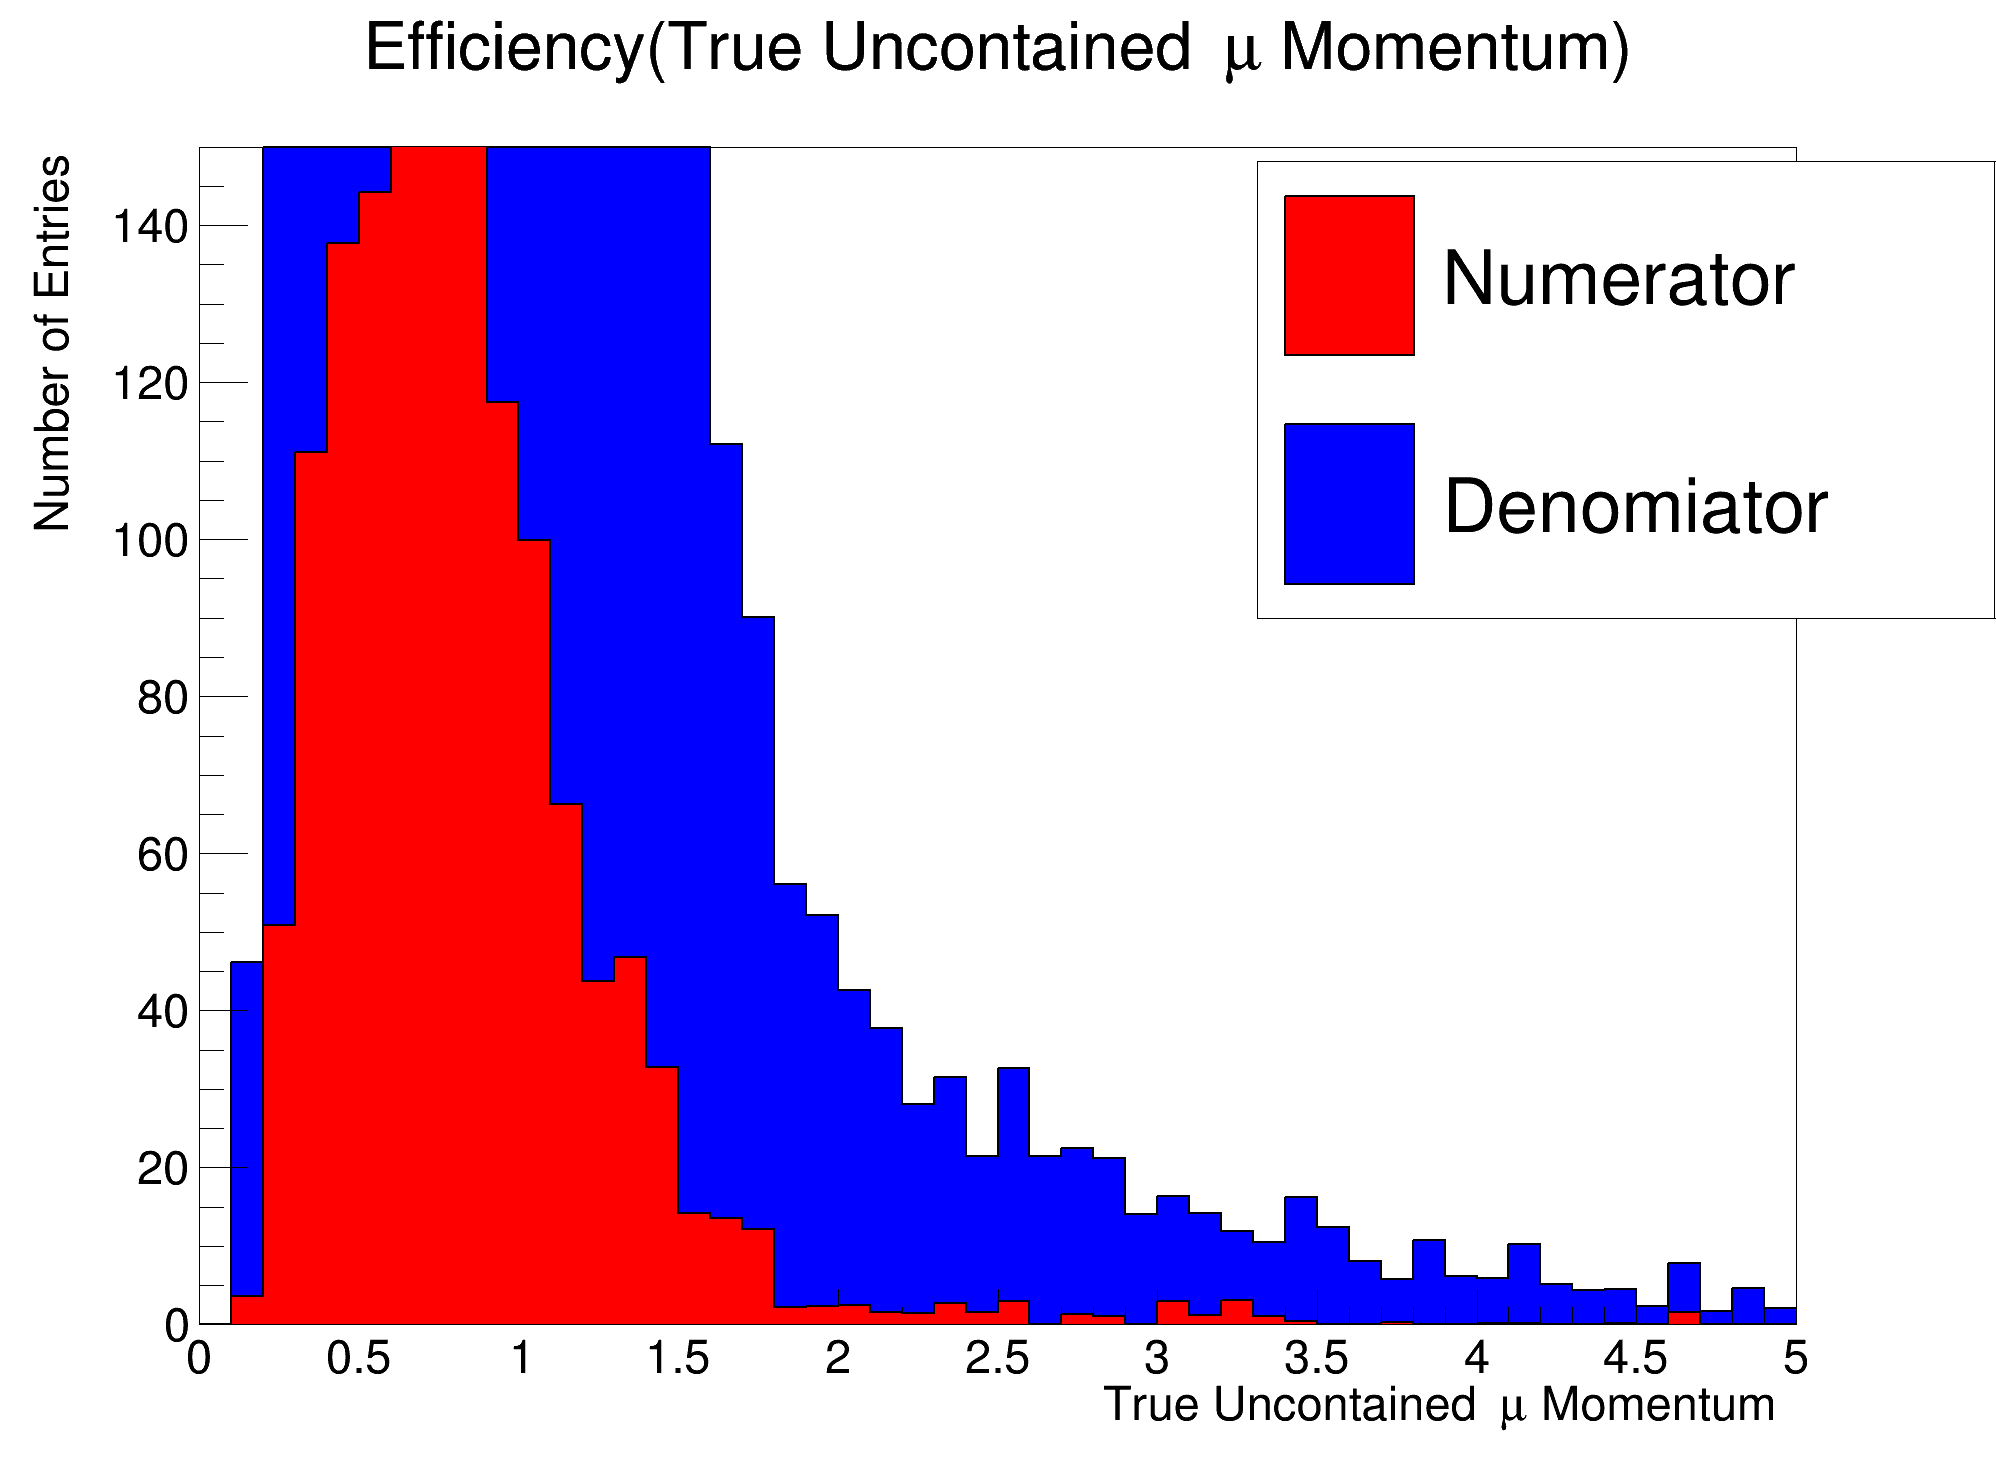 Efficiency(True Uncontained μ Momentum)
Number of Entries
140
120
100
80
60
40
20
0
Numerator
Denomiator
0 0.5 1 1.5 2 2.5 3 3.5 4 4.5 5
True Uncontained μ Momentum